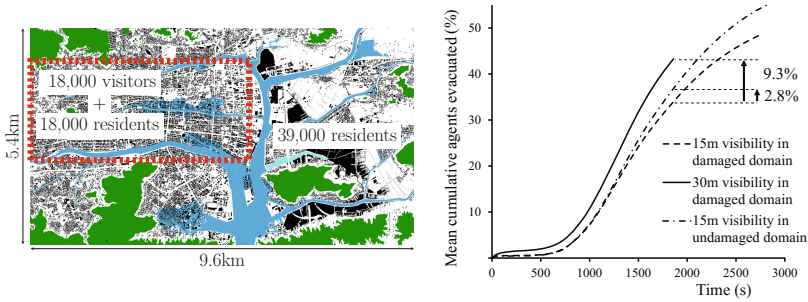 18,000 visitors
+
18,000 residents
39,000 residents
5.4km
9.6km
Mean cumulative agents evacuated (%)
50
40
30
20
10
0
500
1000
1500
2000
2500
3000
Time (s)
9.3%
2.8%
15m visibility in
damaged domain
30m visibility in
damaged domain
15m visibility in
undamaged domain